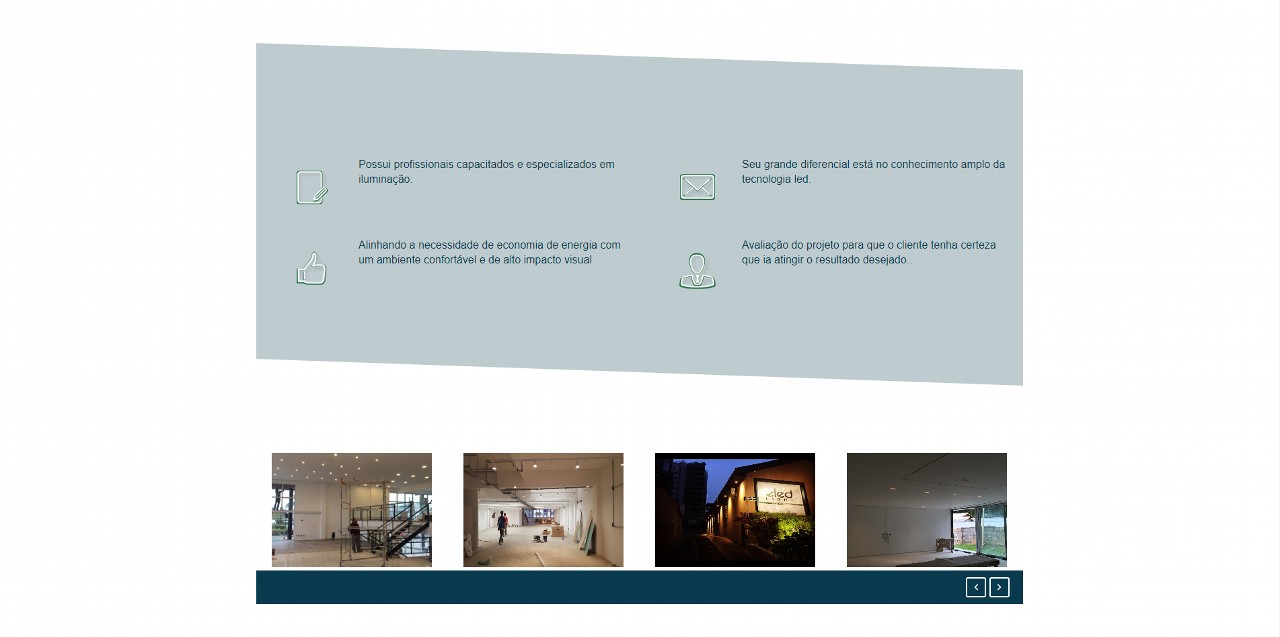 Possui profissionais capacitados e especializados em
iluminação.
Seu grande diferencial está no conhecimento amplo da
tecnologia led.
Alinhando a necessidade de economia de energia com
um ambiente confortável e de alto impacto visual
Avaliação do projeto para que o cliente tenha certeza
que ia atingir o resultado desejado.
led